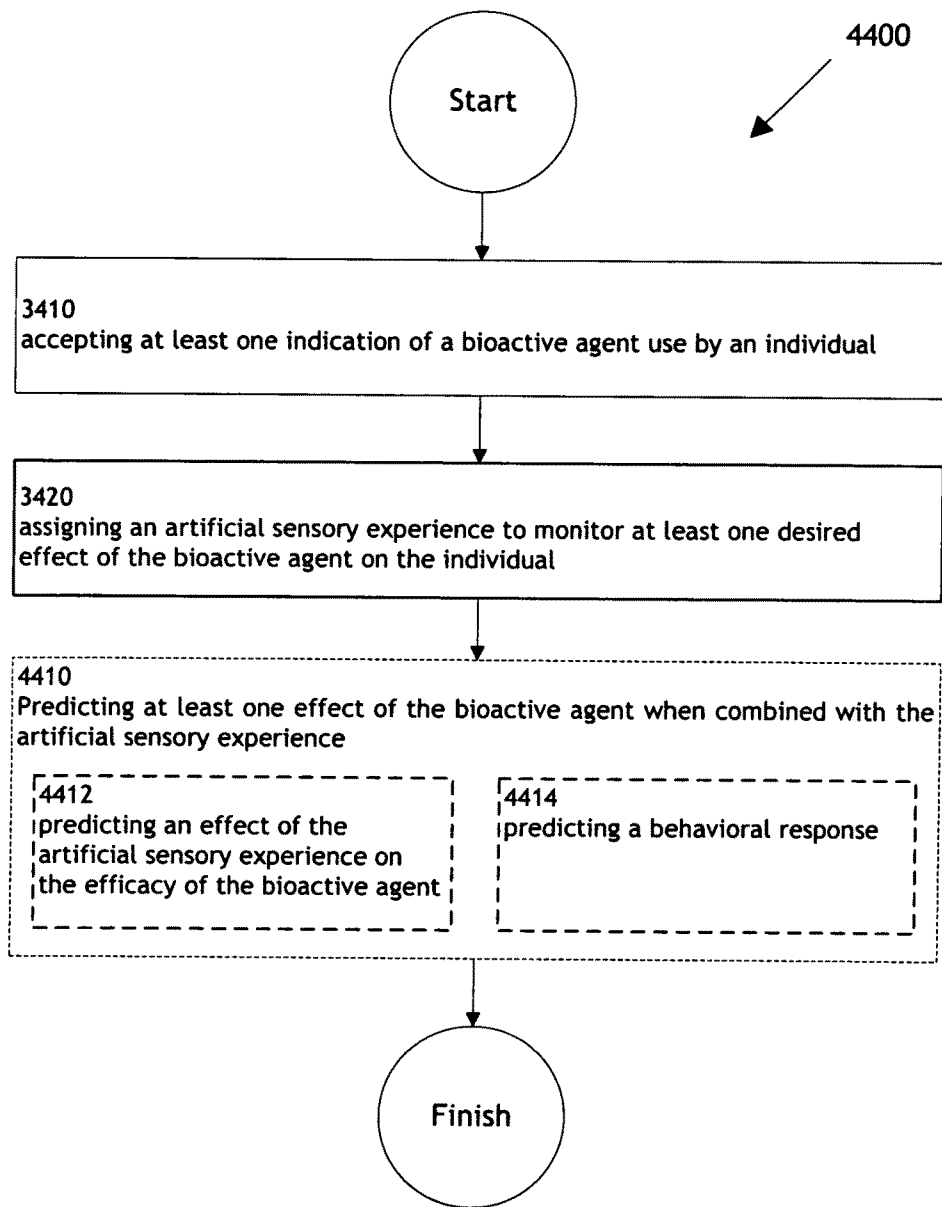 4400
Start
3410
accepting at least one indication of a bioactive agent use by an individual
3420
assigning an artificial sensory experience to monitor at least one desired
effect of the bioactive agent on the individual
4410
Predicting at least one effect of the bioactive agent when combined with the
artificial sensory experience
4412
predicting an effect of the
artificial sensory experience on
the efficacy of the bioactive agent
4414
predicting a behavioral response
Finish